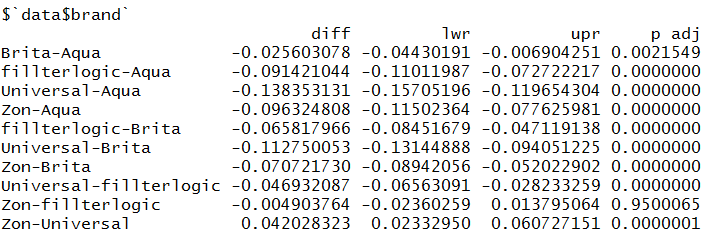 $`data$brand`
diff lwr upr p adj
Brita-Aqua -0.025603078 -0.04430191 -0.006904251 0.0021549
fillterlogic-Aqua -0.091421044 -0.11011987 -0.072722217 0.0000000
Universal-Aqua -0.138353131 -0.15705196 -0.119654304 0.0000000
Zon-Aqua -0.096324808 -0.11502364 -0.077625981 0.0000000
fillterlogic-Brita -0.065817966 -0.08451679 -0.047119138 0.0000000
Universal-Brita -0.112750053 -0.13144888 -0.094051225 0.0000000
Zon-Brita -0.070721730 -0.08942056 -0.052022902 0.0000000
Universal-fillterlogic -0.046932087 -0.06563091 -0.028233259 0.0000000
Zon-fillterlogic -0.004903764 -0.02360259 0.013795064 0.9500065
Zon-Universal 0.042028323 0.02332950 0.060727151 0.0000001